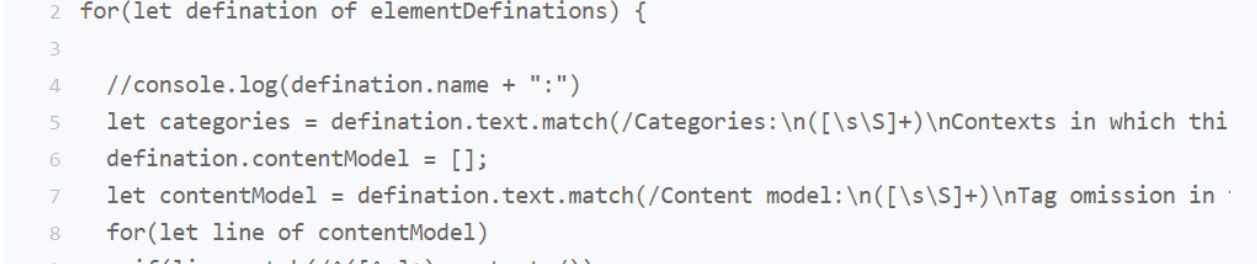 2 for(let defination of elementDefinations) {
3
4 //console.log(defination.name + ":")
5 let categories = defination.text.match(/Categories:\n([\s\S]+)\nContexts in which thi
6 defination.contentModel = [];
7 let contentModel = defination.text.match(/Content model:\n([\s\S]+)\nTag omission in
8 for(let line of contentModel)